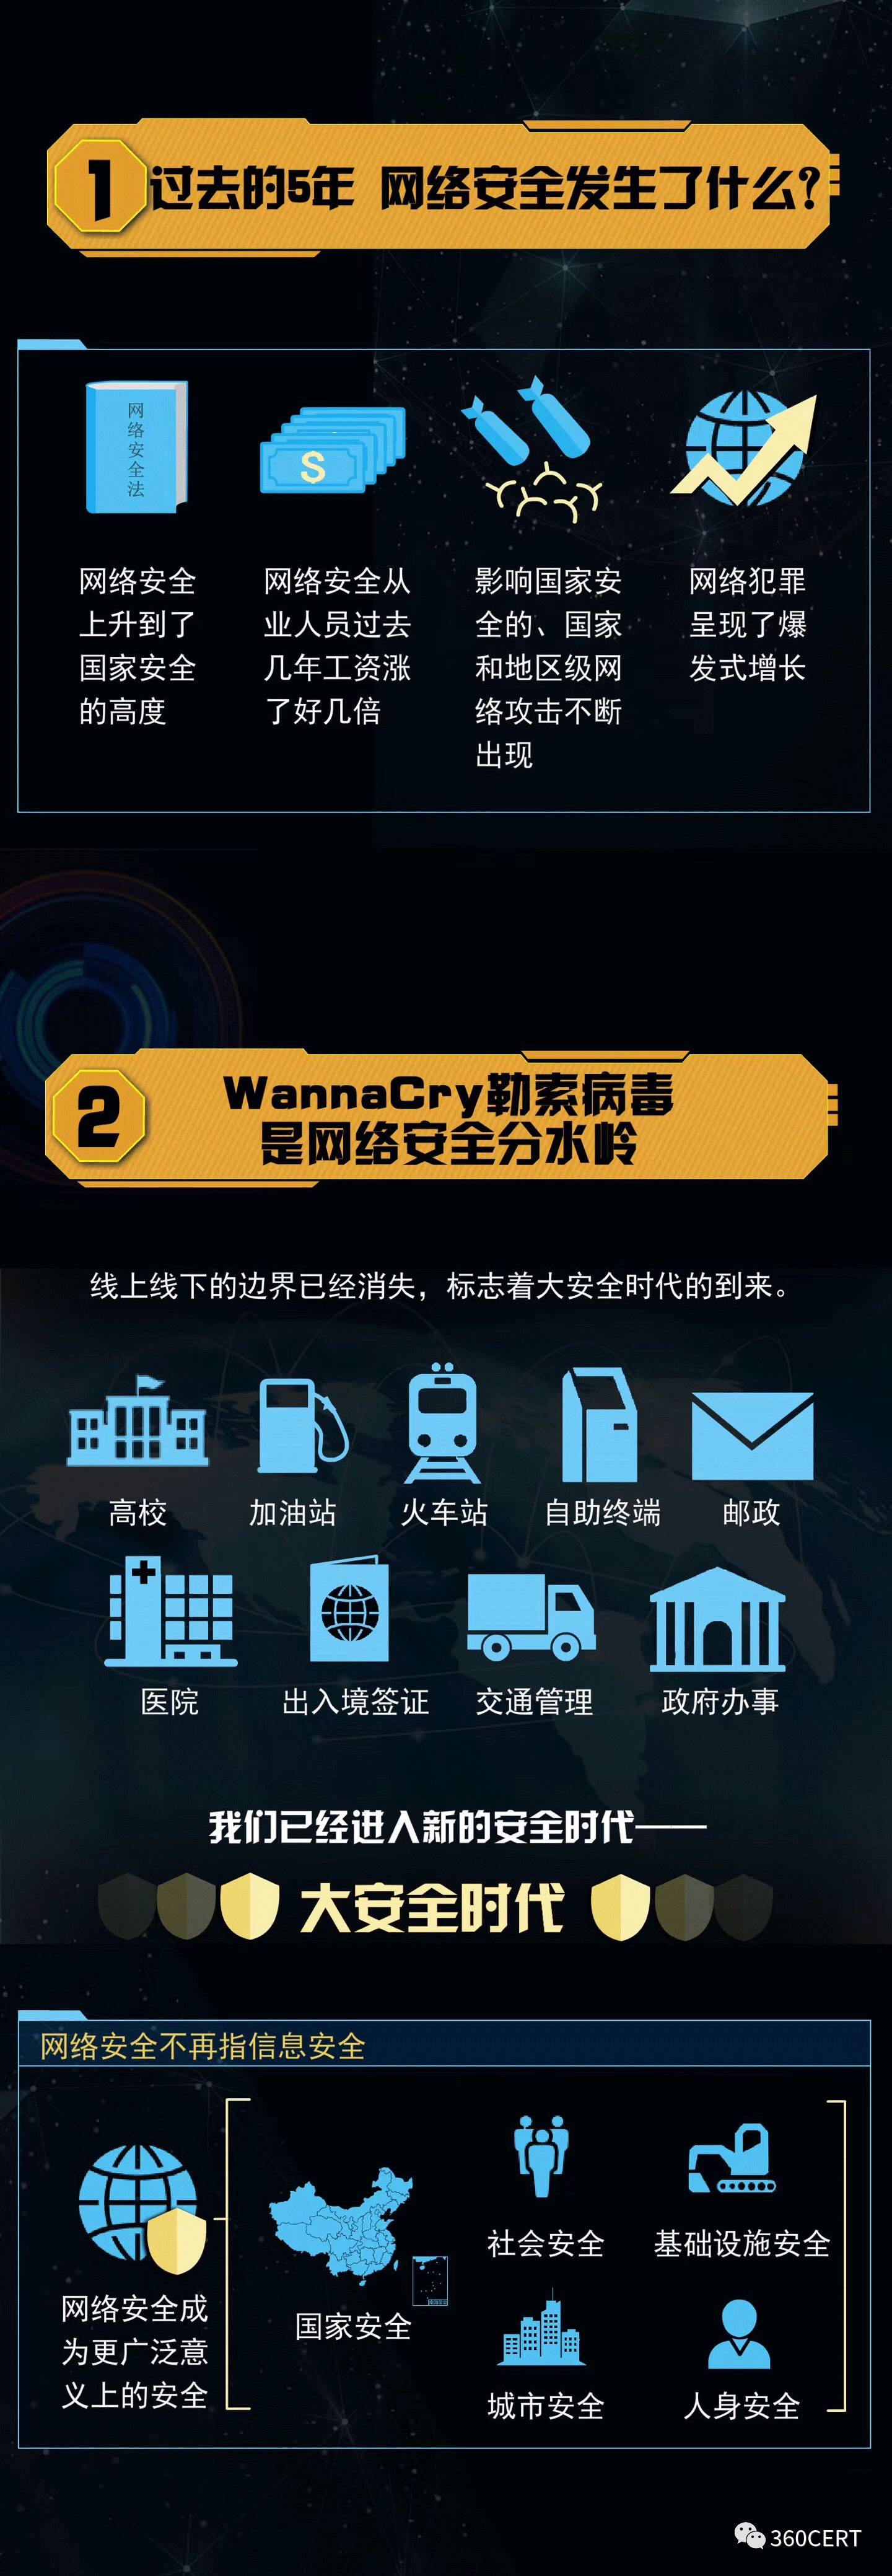 1
过去的5年 网络安全发生了什么?
网
络
安
全
法
$
网络安全
上升到了
国家安全
的高度
网络安全从
业人员过去
几年工资涨
了好几倍
影响国家安
全的、国家
和地区级网
络攻击不断
出现
网络犯罪
呈现了爆
发式增长
2
WannaCry勒索病毒
是网络安全分水岭
线上线下的边界已经消失，标志着大安全时代的到来。
高校
加油站
火车站
自助终端
邮政
医院
出入境签证
交通管理
政府办事
我们已经进入新的安全时代——
大安全时代
网络安全不再指信息安全
网络安全成
为更广泛意
义上的安全
国家安全
社会安全
基础设施安全
城市安全
人身安全
360CERT